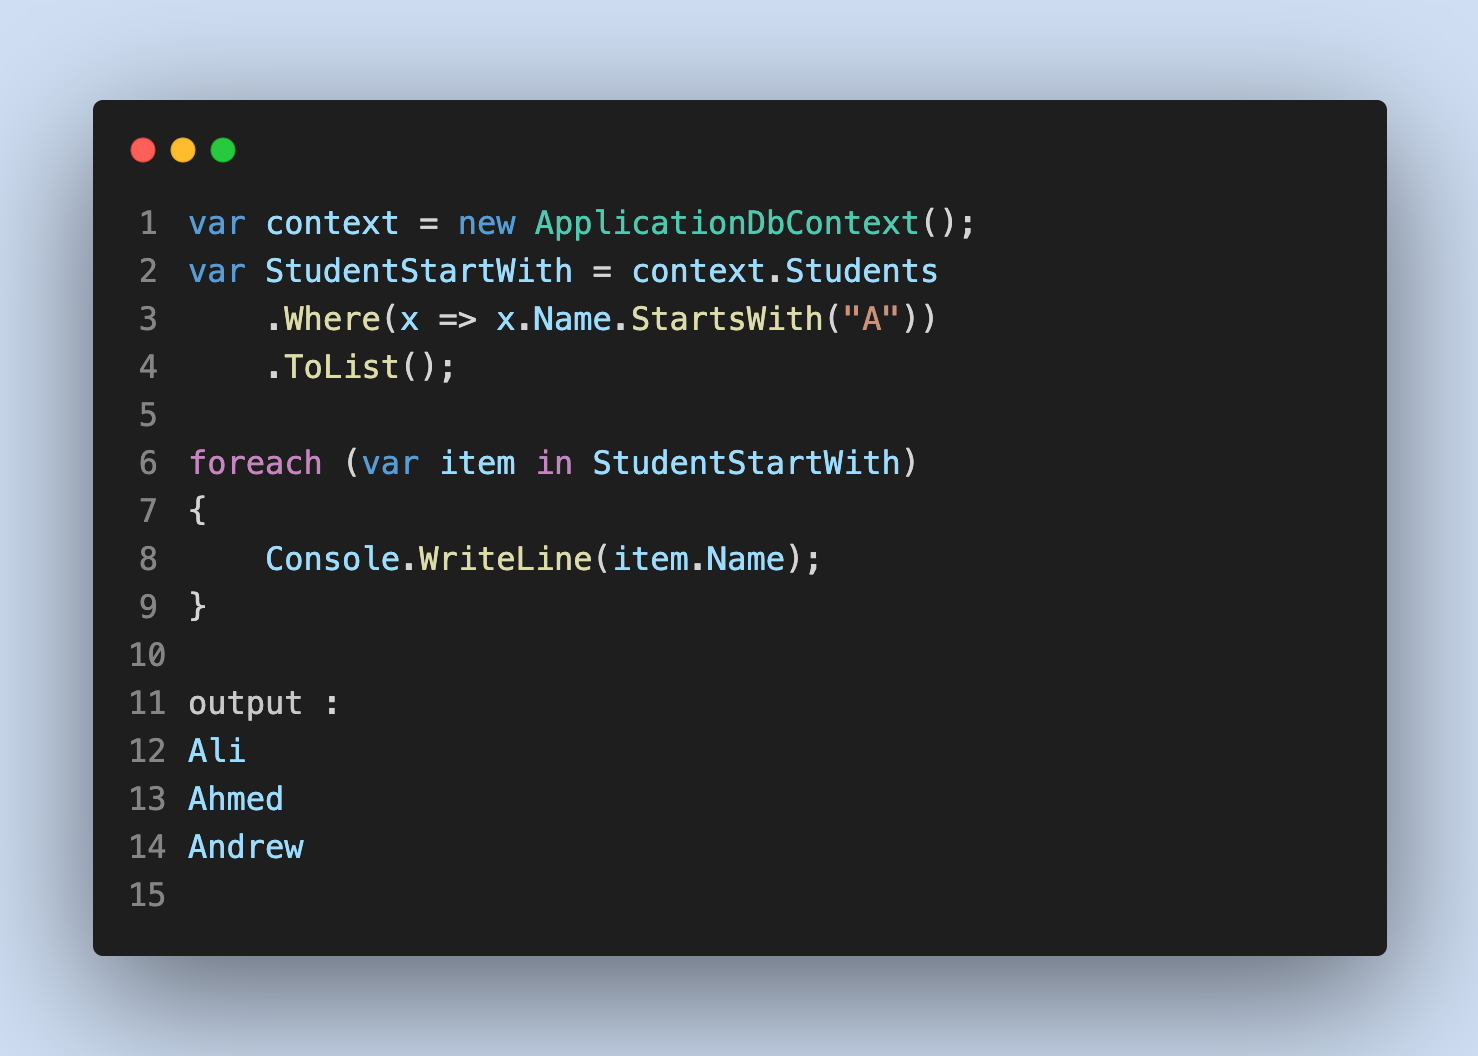 1 var context = new ApplicationDbContext();
2 var StudentStartWith = context.Students
3     .Where(x => x.Name.StartsWith("A"))
4     .ToList();
5
6 foreach (var item in StudentStartWith)
7 {
8     Console.WriteLine(item.Name);
9 }
10
11 output :
12 Ali
13 Ahmed
14 Andrew
15